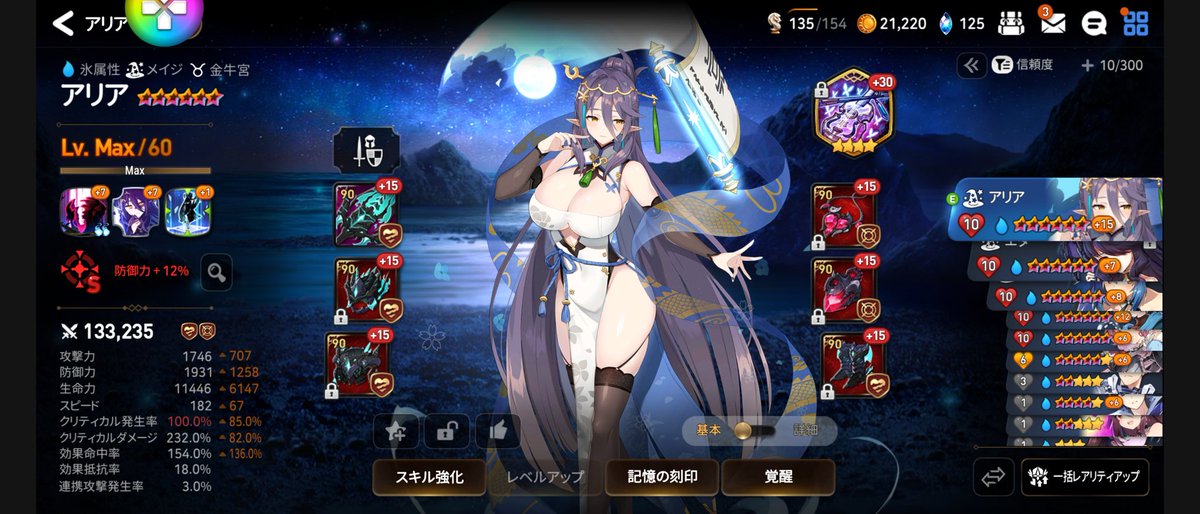 アリア
135/154
21,220
125
3
氷属性 メイジ 金牛宮
アリア
Lv. Max/60
Max
+7
+7
+1
防御力 + 12%
S
133,235
攻撃力 1746 707
防御力 1931 1258
生命力 11446 6147
スピード 182 67
クリティカル発生率 100.0% 85.0%
クリティカルダメージ 232.0% 82.0%
効果命中率 154.0% 136.0%
効果抵抗率 18.0%
連携攻撃発生率 3.0%
90 +15
90 +15
90 +15
+30
90 +15
90 +15
90 +15
基本
詳細
スキル強化
レベルアップ
記憶の刻印
覚醒
信頼度
10/300
E アリア
10 +15
10 +7
10 +8
10 +12
10 +6
6 +6
3
1 +6
1
一括レアリティアップ